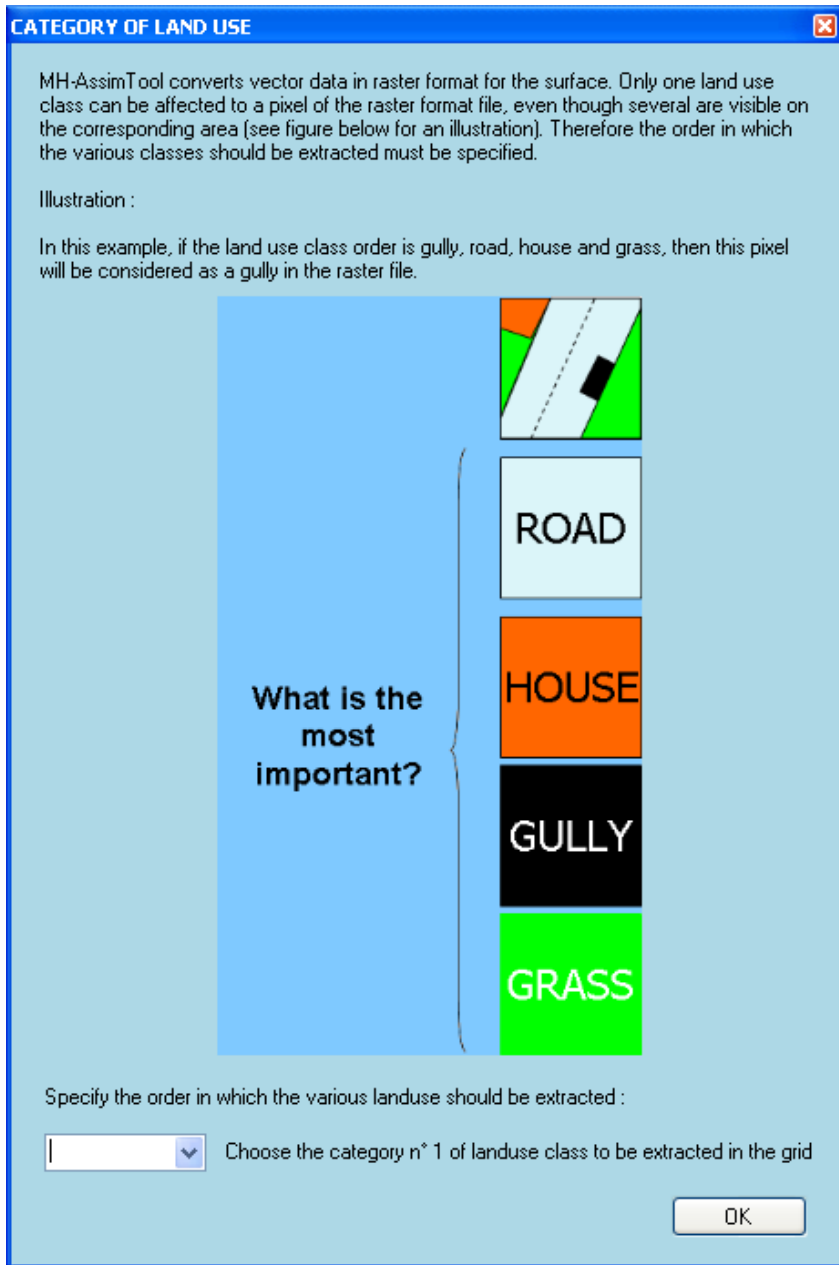 CATEGORY OF LAND USE
MH-AssimTool converts vector data in raster format for the surface. Only one land use
class can be affected to a pixel of the raster format file, even though several are visible on
the corresponding area (see figure below for an illustration). Therefore the order in which
the various classes should be extracted must be specified.
Illustration :
In this example, if the land use class order is gully, road, house and grass, then this pixel
will be considered as a gully in the raster file.
ROAD
HOUSE
What is the
most
important?
GULLY
GRASS
Specify the order in which the various landuse should be extracted :
Choose the category n° 1 of landuse class to be extracted in the grid
OK